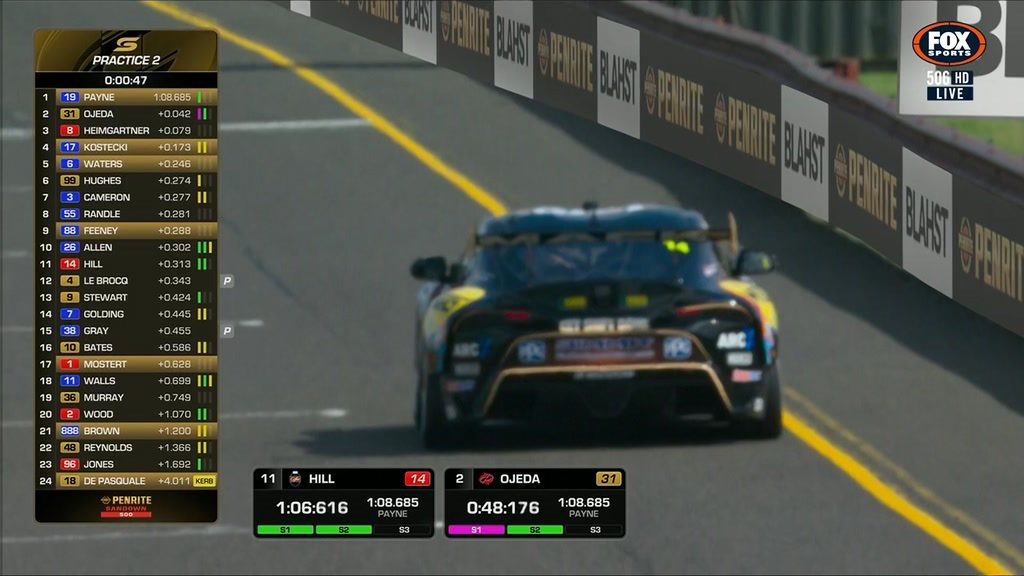 PRACTICE 2
0:00:47
1 19 PAYNE 1:08.685
2 31 OJEDA +0.042
3 8 HEIMGARTNER +0.079
4 17 KOSTECKI +0.173
5 6 WATERS +0.246
6 99 HUGHES +0.274
7 3 CAMERON +0.277
8 55 RANDLE +0.281
9 88 FEENEY +0.288
10 26 ALLEN +0.302
11 14 HILL +0.313
12 4 LE BROCQ +0.343 P
13 9 STEWART +0.424
14 7 GOLDING +0.445
15 38 GRAY +0.455 P
16 10 BATES +0.586
17 1 MOSTERT +0.628
18 11 WALLS +0.699
19 36 MURRAY +0.749
20 2 WOOD +1.070
21 888 BROWN +1.200
22 48 REYNOLDS +1.366
23 96 JONES +1.692
24 18 DE PASQUALE +4.011 KERB
PENRITE
SANDOWN
500
BLAHST PENRITE BLAHST PENRITE BLAHST PENRITE PENRITE BLAHST PENRITE BLAHST PENRITE
FOX
SPORTS
506 HD
LIVE
B
14
PPG PPG
ARC ARC
11 HILL 14
1:06:616 1:08.685
PAYNE
S1 S2 S3
2 OJEDA 31
0:48:176 1:08.685
PAYNE
S1 S2 S3